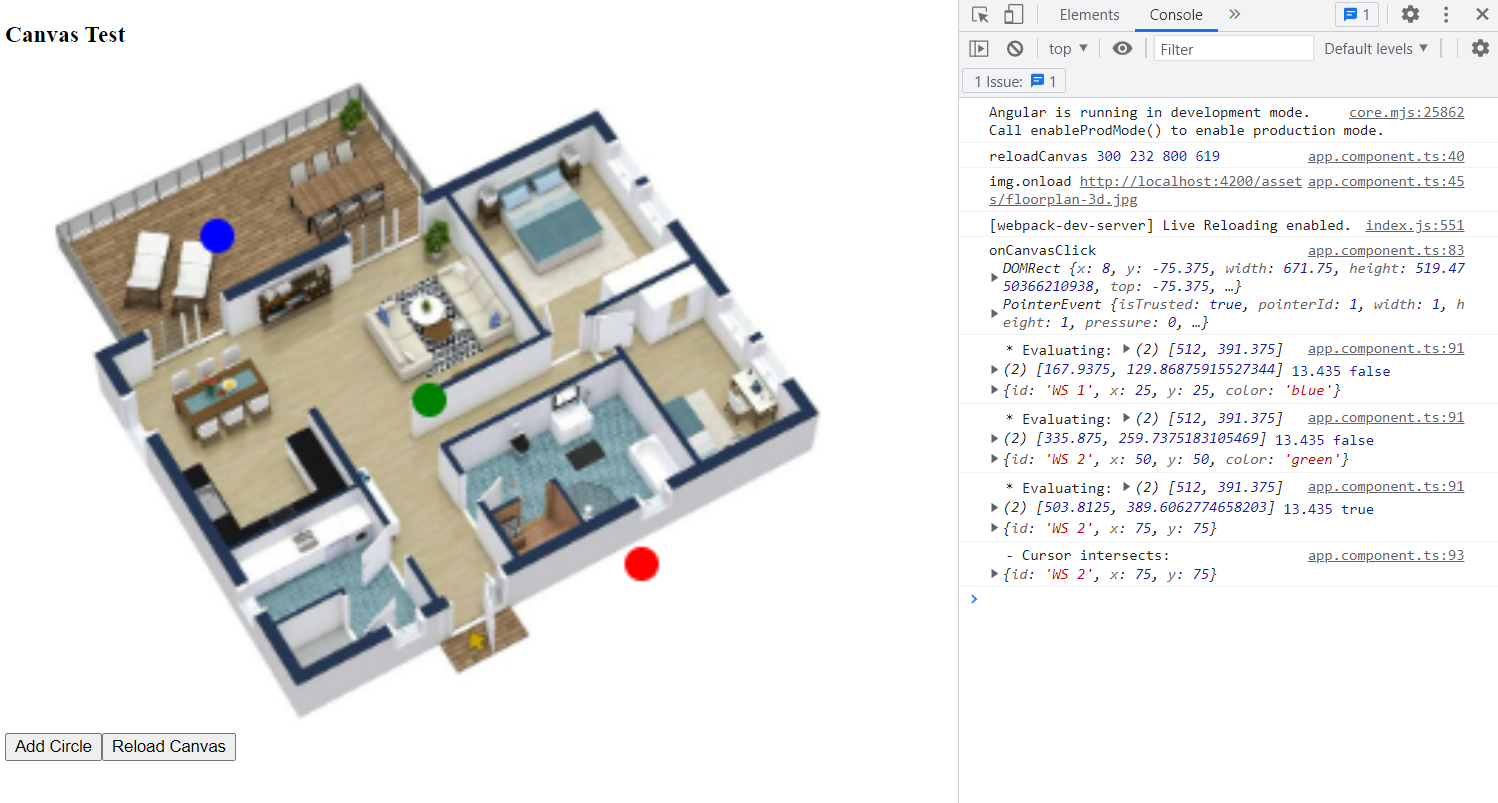 Canvas Test
Add Circle
Reload Canvas
Elements
Console
1
top
Filter
Default levels
1 Issue: 1
Angular is running in development mode. core.mjs:25862
Call enableProdMode() to enable production mode.
reloadCanvas 300 232 800 619 app.component.ts:40
img.onload http://localhost:4200/asset app.component.ts:45
s/floorplan-3d.jpg
[webpack-dev-server] Live Reloading enabled. index.js:551
onCanvasClick app.component.ts:83
DOMRect {x: 8, y: -75.375, width: 671.75, height: 519.47
50366210938, top: -75.375, …}
PointerEvent {isTrusted: true, pointerId: 1, width: 1, h
eight: 1, pressure: 0, …}
* Evaluating: (2) [512, 391.375] app.component.ts:91
(2) [167.9375, 129.86875915527344] 13.435 false
{id: 'WS 1', x: 25, y: 25, color: 'blue'}
* Evaluating: (2) [512, 391.375] app.component.ts:91
(2) [335.875, 259.7375183105469] 13.435 false
{id: 'WS 2', x: 50, y: 50, color: 'green'}
* Evaluating: (2) [512, 391.375] app.component.ts:91
(2) [503.8125, 389.6062774658203] 13.435 true
{id: 'WS 2', x: 75, y: 75}
- Cursor intersects: app.component.ts:93
{id: 'WS 2', x: 75, y: 75}